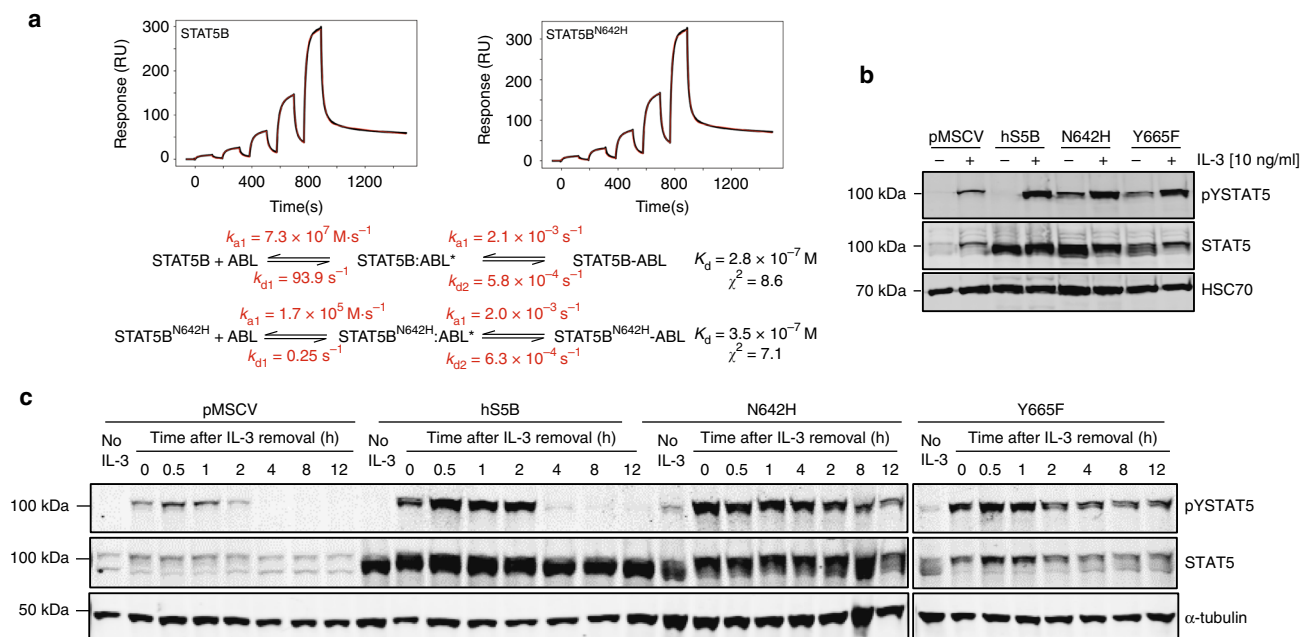 a
STAT5B
Response (RU)
300
200
100
0
0 400 800 1200
Time(s)
STAT5B^N642H
Response (RU)
300
200
100
0
0 400 800 1200
Time(s)
k_a1 = 7.3 × 10⁷ M·s⁻¹ k_a1 = 2.1 × 10⁻³ s⁻¹
STAT5B + ABL STAT5B:ABL* STAT5B-ABL K_d = 2.8 × 10⁻⁷ M
k_d1 = 93.9 s⁻¹ k_d2 = 5.8 × 10⁻⁴ s⁻¹ χ² = 8.6
k_a1 = 1.7 × 10⁵ M·s⁻¹ k_a1 = 2.0 × 10⁻³ s⁻¹
STAT5B^N642H + ABL STAT5B^N642H:ABL* STAT5B^N642H-ABL K_d = 3.5 × 10⁻⁷ M
k_d1 = 0.25 s⁻¹ k_d2 = 6.3 × 10⁻⁴ s⁻¹ χ² = 7.1
b
pMSCV hS5B N642H Y665F
– + – + – + – + IL-3 [10 ng/ml]
100 kDa pYSTAT5
100 kDa STAT5
70 kDa HSC70
c
pMSCV hS5B N642H Y665F
No IL-3 Time after IL-3 removal (h) No IL-3 Time after IL-3 removal (h) No IL-3 Time after IL-3 removal (h) No IL-3 Time after IL-3 removal (h)
0 0.5 1 2 4 8 12 0 0.5 1 2 4 8 12 0 0.5 1 2 4 8 12 0 0.5 1 2 4 8 12
100 kDa pYSTAT5
100 kDa STAT5
50 kDa α-tubulin